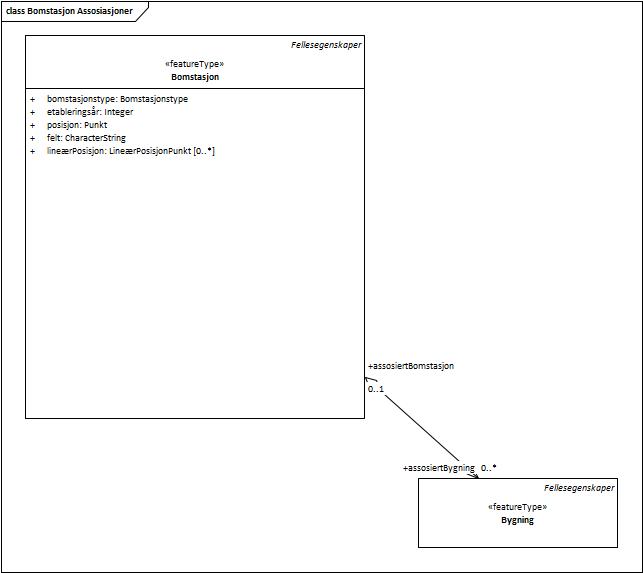 class Bomstasjon Assosiasjoner
Fellesegenskaper
«featureType»
Bomstasjon
+ bomstasjonstype: Bomstasjonstype
+ etableringsår: Integer
+ posisjon: Punkt
+ felt: CharacterString
+ lineærPosisjon: LineærPosisjonPunkt [0..*]
+assosiertBomstasjon
0..1
+assosiertBygning 0..*
Fellesegenskaper
«featureType»
Bygning